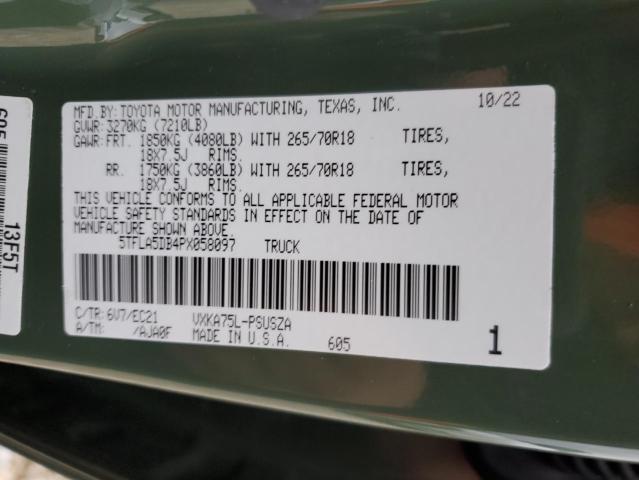 MFD.BY:TOYOTA MOTOR MANUFACTURING, TEXAS, INC. 10/22
GVWR: 3270KG (7210LB)
GAWR:FRT. 1850KG (4080LB) WITH 265/70R18 TIRES,
18X7.5J RIMS.
RR. 1750KG (3860LB) WITH 265/70R18 TIRES,
18X7.5J RIMS.
THIS VEHICLE CONFORMS TO ALL APPLICABLE FEDERAL MOTOR
VEHICLE SAFETY STANDARDS IN EFFECT ON THE DATE OF
MANUFACTURE SHOWN ABOVE.
5TFLA5DB4PX058097 TRUCK
C/TR: 6V7/EC21 VXKA75L-PSUSZA
A/TM: /AJA0F MADE IN U.S.A. 605 1
605
13F5T